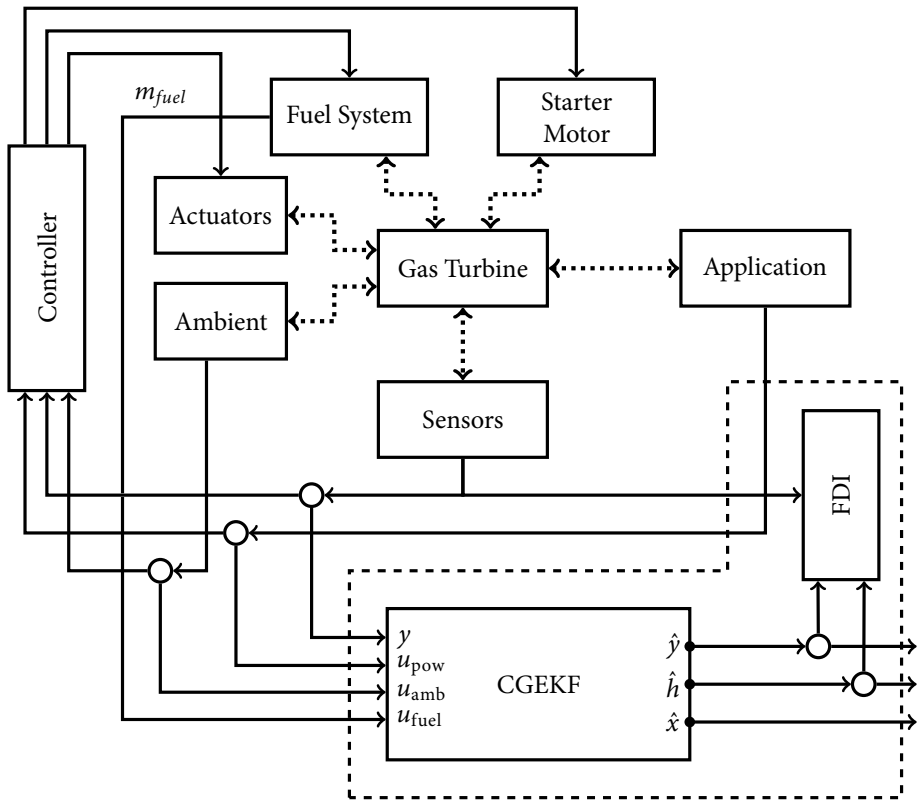 m_fuel
Fuel System
Starter
Motor
Controller
Actuators
Gas Turbine
Application
Ambient
Sensors
FDI
y
u_pow
u_amb
u_fuel
CGEKF
ŷ
ĥ
x̂